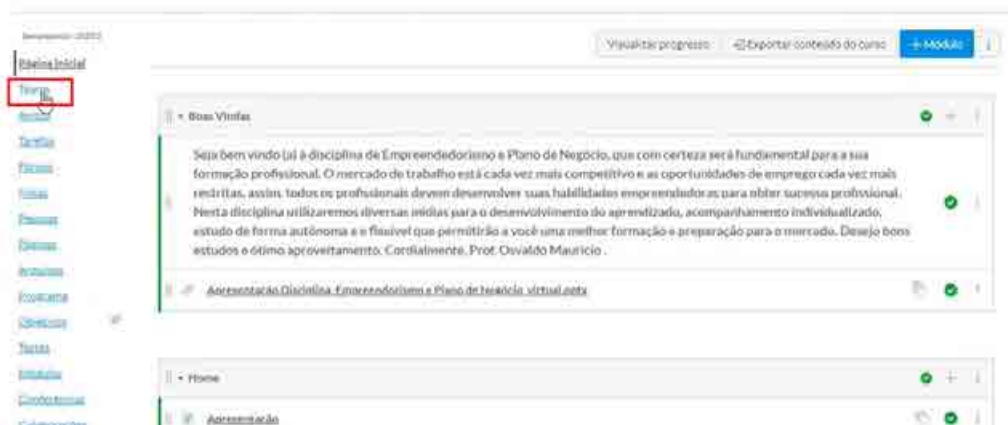 Visualizar progresso
Exportar conteúdo do curso
+ Módulo
Página Inicial
Tarefas
Fóruns
Notas
Pessoas
Páginas
Arquivos
Programa
Objetivos
Testes
Módulos
Conferências
Colaborações
Boas Vindas
Seja bem vindo (a) à disciplina de Empreendedorismo e Plano de Negócio, que com certeza será fundamental para a sua
formação profissional. O mercado de trabalho está cada vez mais competitivo e as oportunidades de emprego cada vez mais
restritas, assim, todos os profissionais devem desenvolver suas habilidades empreendedoras para obter sucesso profissional.
Nesta disciplina utilizaremos diversas mídias para o desenvolvimento do aprendizado, acompanhamento individualizado,
estudo de forma autônoma e e flexível que permitirão a você uma melhor formação e preparação para o mercado. Desejo bons
estudos e ótimo aproveitamento. Cordialmente, Prof. Osvaldo Maurício .
Apresentação Disciplina Empreendedorismo e Plano de Negócio virtual.pptx
Home
Apresentação